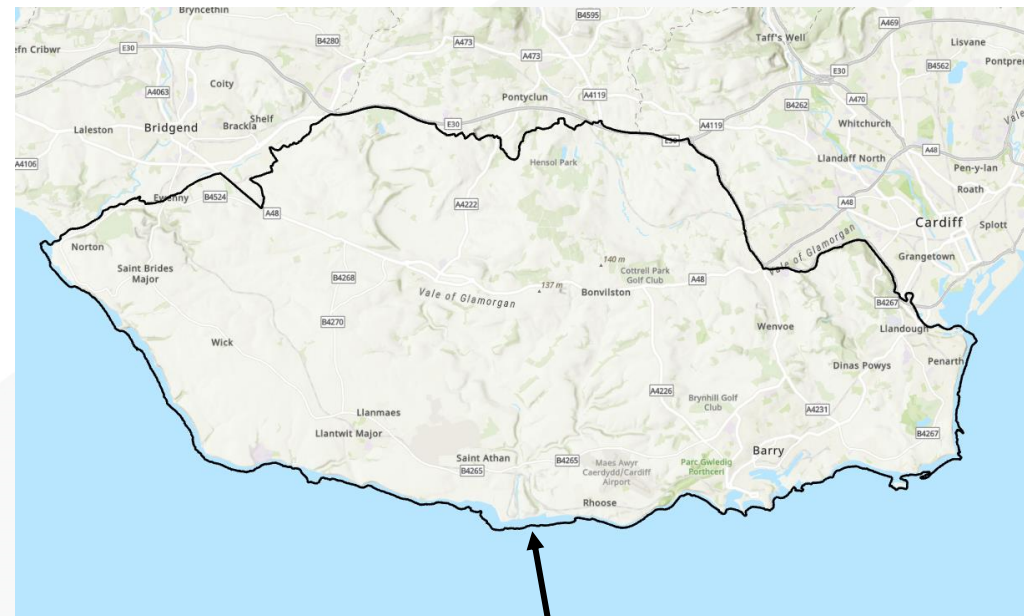 Bryncethin
B4595
A469
efn Cribwr
E30
B4280
A473
A473
Taff's Well
Lisvane
Coity
A4063
Pontyclun
A4119
E30
B4262
A470
B4562
Pontpren
Laleston
Bridgend
Brackla
Shelf
E30
E30
A4119
Whitchurch
Vale
A4106
Hensol Park
Llandaff North
A48
Pen-y-lan
Roath
Ewenny
B4524
A48
A4222
A48
Cardiff
Splott
Norton
Vale of Glamorgan
Grangetown
Saint Brides
Major
B4268
140 m
Cottrell Park
Golf Club
A48
Vale of Glamorgan
137 m
Bonvilston
B4267
B4270
Wenvoe
Llandough
Wick
Dinas Powys
Penarth
Llanmaes
A4226
Brynhill Golf
Club
A4231
Llantwit Major
B4267
Saint Athan
B4265
B4265
Maes Awyr
Caerdydd/Cardiff
Airport
Parc Gwledig
Porthceri
Barry
Rhoose